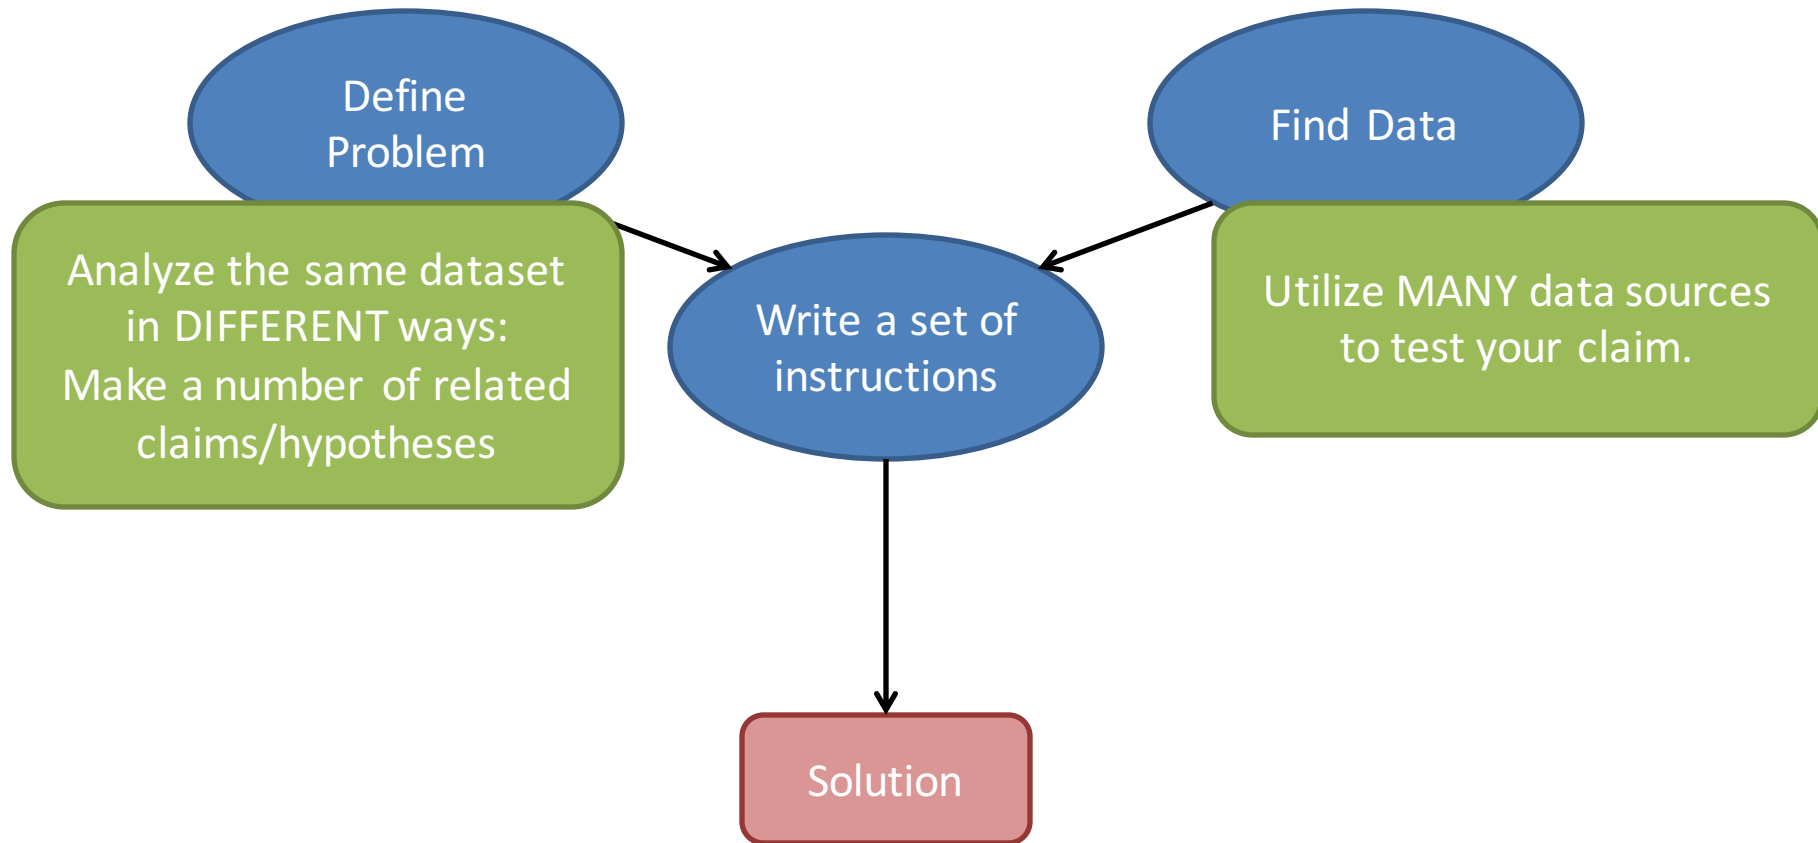 Define
Problem
Find Data
Analyze the same dataset
in DIFFERENT ways:
Make a number of related
claims/hypotheses
Utilize MANY data sources
to test your claim.
Write a set of
instructions
Solution